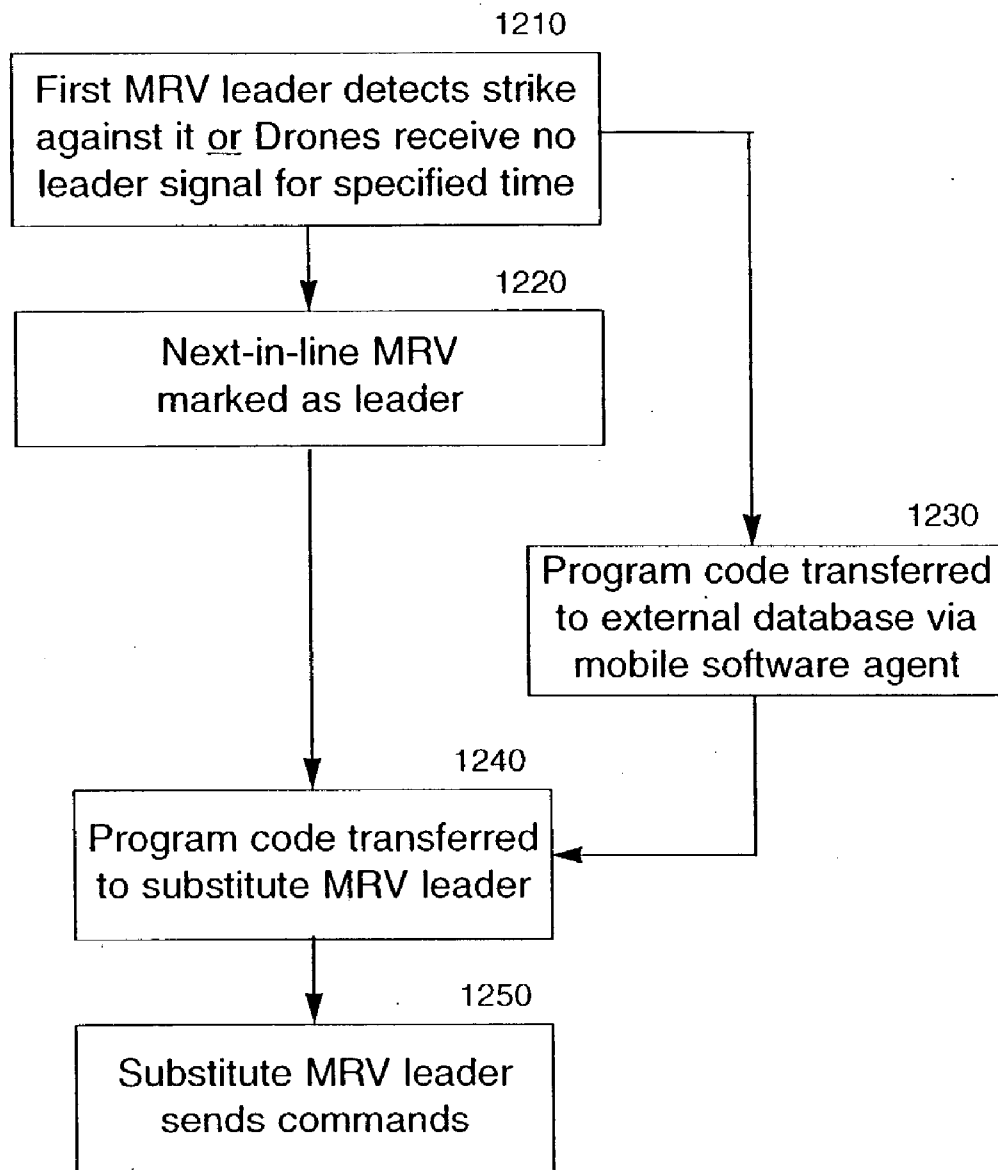 1210
First MRV leader detects strike
against it or Drones receive no
leader signal for specified time
1220
Next-in-line MRV
marked as leader
1230
Program code transferred
to external database via
mobile software agent
1240
Program code transferred
to substitute MRV leader
1250
Substitute MRV leader
sends commands